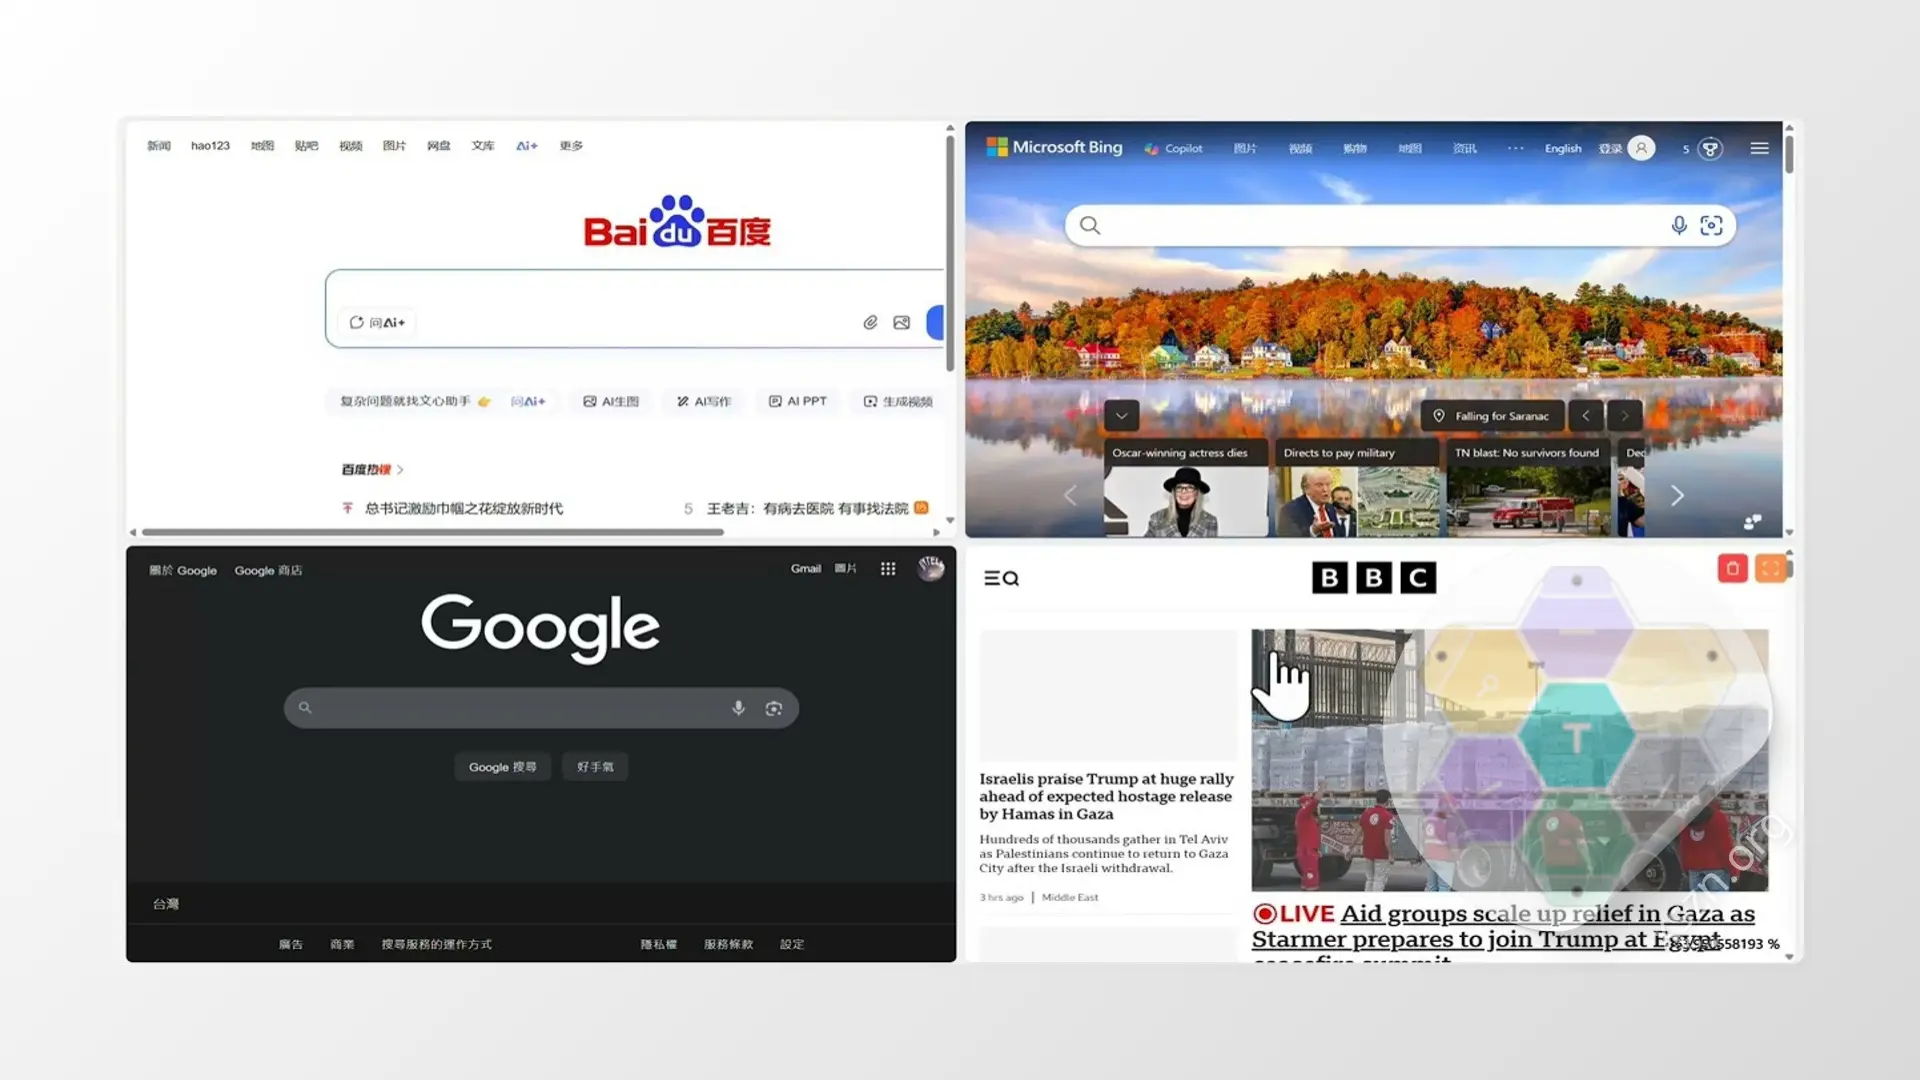 新闻 hao123 地图 贴吧 视频 图片 网盘 文库 Ai+ 更多
Bai du 百度
问Ai+
复杂问题就找文心助手 问Ai+ AI生图 AI写作 AI PPT 生成视频
百度热搜
总书记激励巾帼之花绽放新时代
5 王老吉：有病去医院 有事找法院 热
Microsoft Bing Copilot 图片 视频 购物 地图 资讯 ··· English 登录 5
Falling for Saranac
Oscar-winning actress dies Directs to pay military TN blast: No survivors found Dec
關於 Google Google 商店 Gmail 圖片
Google
Google 搜尋 好手氣
台灣
廣告 商業 搜尋服務的運作方式 隱私權 服務條款 設定
BBC
Israelis praise Trump at huge rally
ahead of expected hostage release
by Hamas in Gaza
Hundreds of thousands gather in Tel Aviv
as Palestinians continue to return to Gaza
City after the Israeli withdrawal.
3 hrs ago | Middle East
LIVE Aid groups scale up relief in Gaza as
Starmer prepares to join Trump at Egypt
ceasefire summit
T